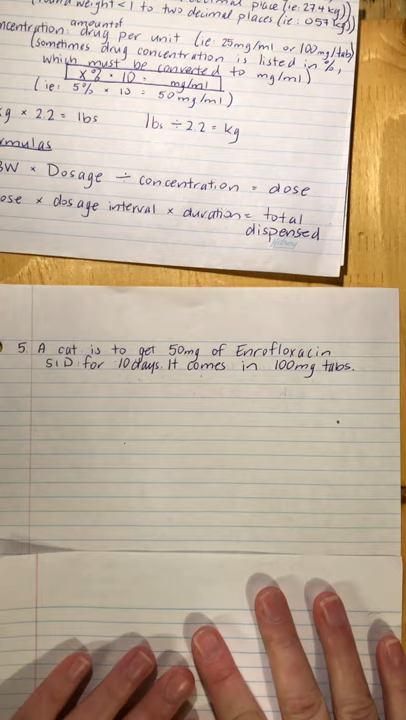 decimal place (ie: 27.4 kg))
(round weight < 1 to two decimal places (ie: 0.57 kg))
amount of
concentration: drug per unit (ie: 25mg/ml or 100mg/tab)
(sometimes drug concentration is listed in %,
which must be converted to mg/ml)
x% × 10 = mg/ml
(ie: 5% × 10 = 50mg/ml)
kg × 2.2 = lbs lbs ÷ 2.2 = kg
Formulas
BW × Dosage ÷ concentration = dose
dose × dosage interval × duration = total
dispensed
Hilroy
5 A cat is to get 50mg of Enrofloxacin
SID for 10 days. It comes in 100mg tabs.